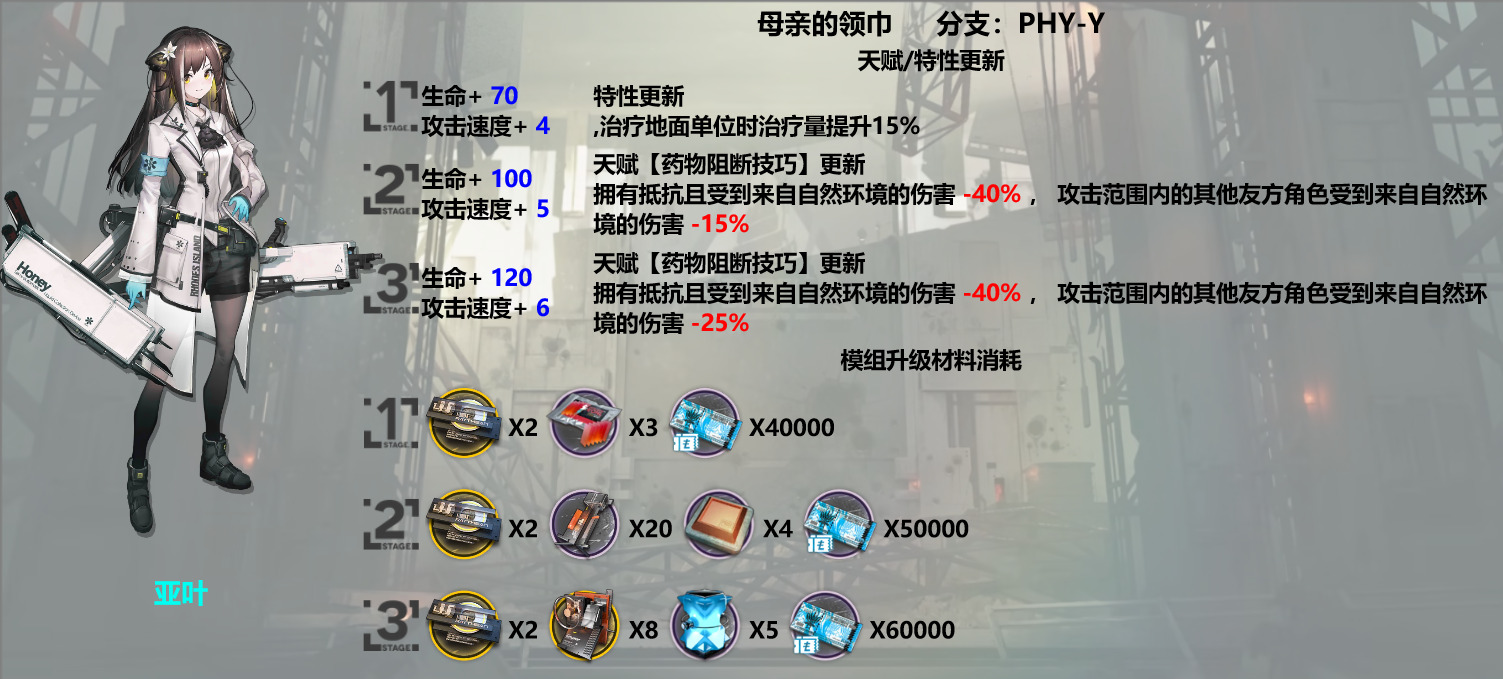 母亲的领巾 分支：PHY-Y
天赋/特性更新
1 STAGE.
生命+ 70
攻击速度+ 4
特性更新
,治疗地面单位时治疗量提升15%
2 STAGE.
生命+ 100
攻击速度+ 5
天赋【药物阻断技巧】更新
拥有抵抗且受到来自自然环境的伤害 -40% ， 攻击范围内的其他友方角色受到来自自然环
境的伤害 -15%
3 STAGE.
生命+ 120
攻击速度+ 6
天赋【药物阻断技巧】更新
拥有抵抗且受到来自自然环境的伤害 -40% ， 攻击范围内的其他友方角色受到来自自然环
境的伤害 -25%
模组升级材料消耗
1 STAGE.
X2 X3 X40000
2 STAGE.
X2 X20 X4 X50000
3 STAGE.
X2 X8 X5 X60000
亚叶
Honey
RHODES ISLAND